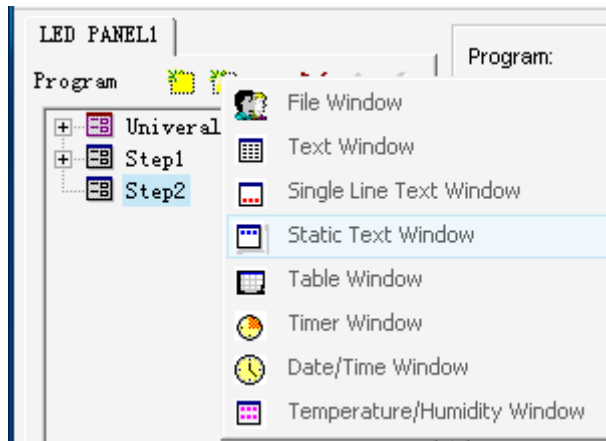 LED PANEL1
Program
Program:
Univeral
Step1
Step2
File Window
Text Window
Single Line Text Window
Static Text Window
Table Window
Timer Window
Date/Time Window
Temperature/Humidity Window